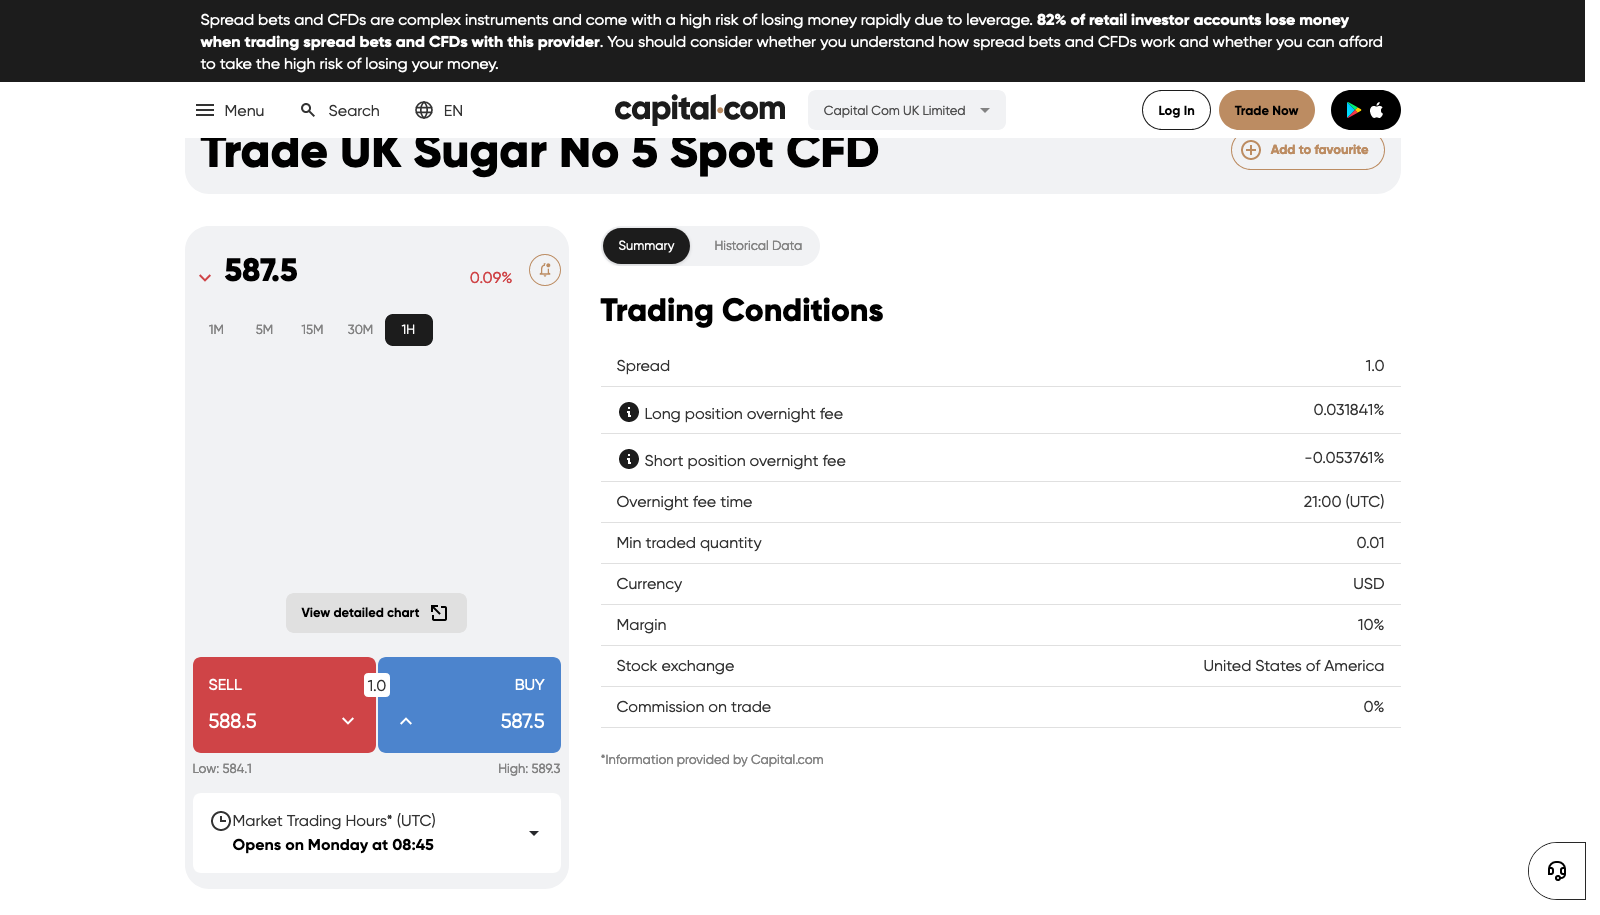 Spread bets and CFDs are complex instruments and come with a high risk of losing money rapidly due to leverage. 82% of retail investor accounts lose money
when trading spread bets and CFDs with this provider. You should consider whether you understand how spread bets and CFDs work and whether you can afford
to take the high risk of losing your money.
Menu
Search
EN
capital.com
Capital Com UK Limited
Log In
Trade Now
Trade UK Sugar No 5 Spot CFD
Add to favourite
587.5
0.09%
1M
5M
15M
30M
1H
View detailed chart
SELL
588.5
1.0
BUY
587.5
Low: 584.1
High: 589.3
Market Trading Hours* (UTC)
Opens on Monday at 08:45
Summary
Historical Data
Trading Conditions
Spread 1.0
Long position overnight fee 0.031841%
Short position overnight fee -0.053761%
Overnight fee time 21:00 (UTC)
Min traded quantity 0.01
Currency USD
Margin 10%
Stock exchange United States of America
Commission on trade 0%
*Information provided by Capital.com